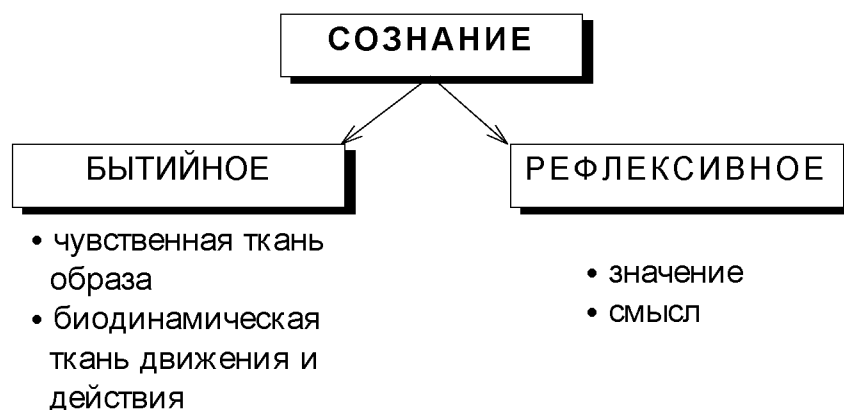 СОЗНАНИЕ
БЫТИЙНОЕ
• чувственная ткань
образа
• биодинамическая
ткань движения и
действия
РЕФЛЕКСИВНОЕ
• значение
• смысл